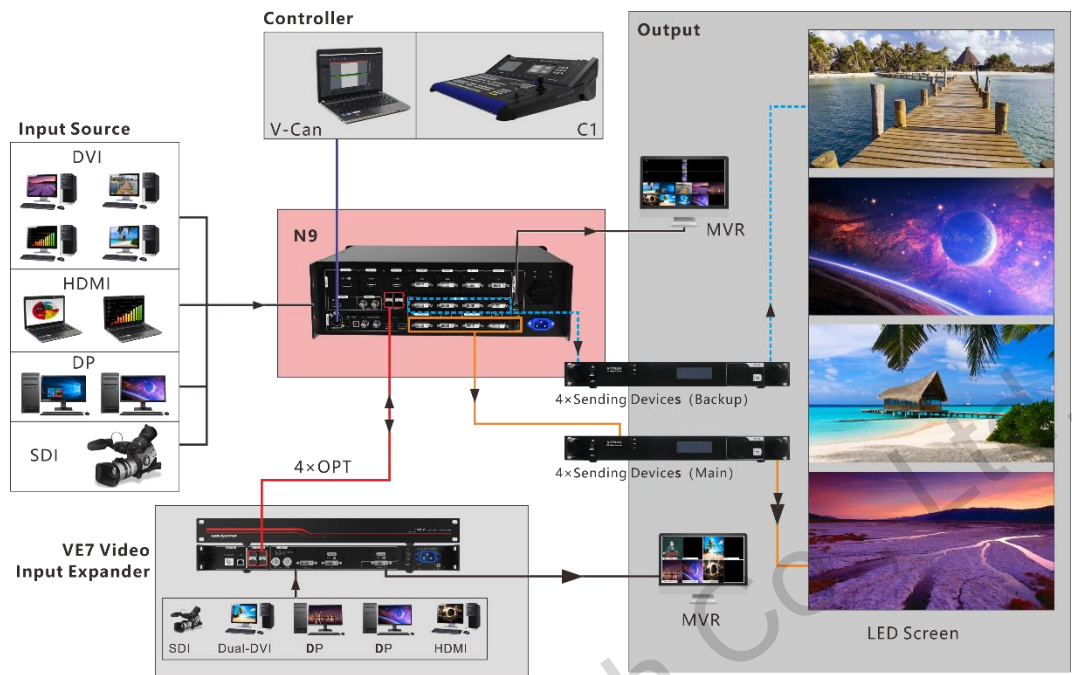 Controller
V-Can
C1
Output
Input Source
DVI
HDMI
DP
SDI
N9
MVR
4×Sending Devices (Backup)
4×Sending Devices (Main)
4×OPT
VE7 Video
Input Expander
SDI
Dual-DVI
DP
DP
HDMI
MVR
LED Screen